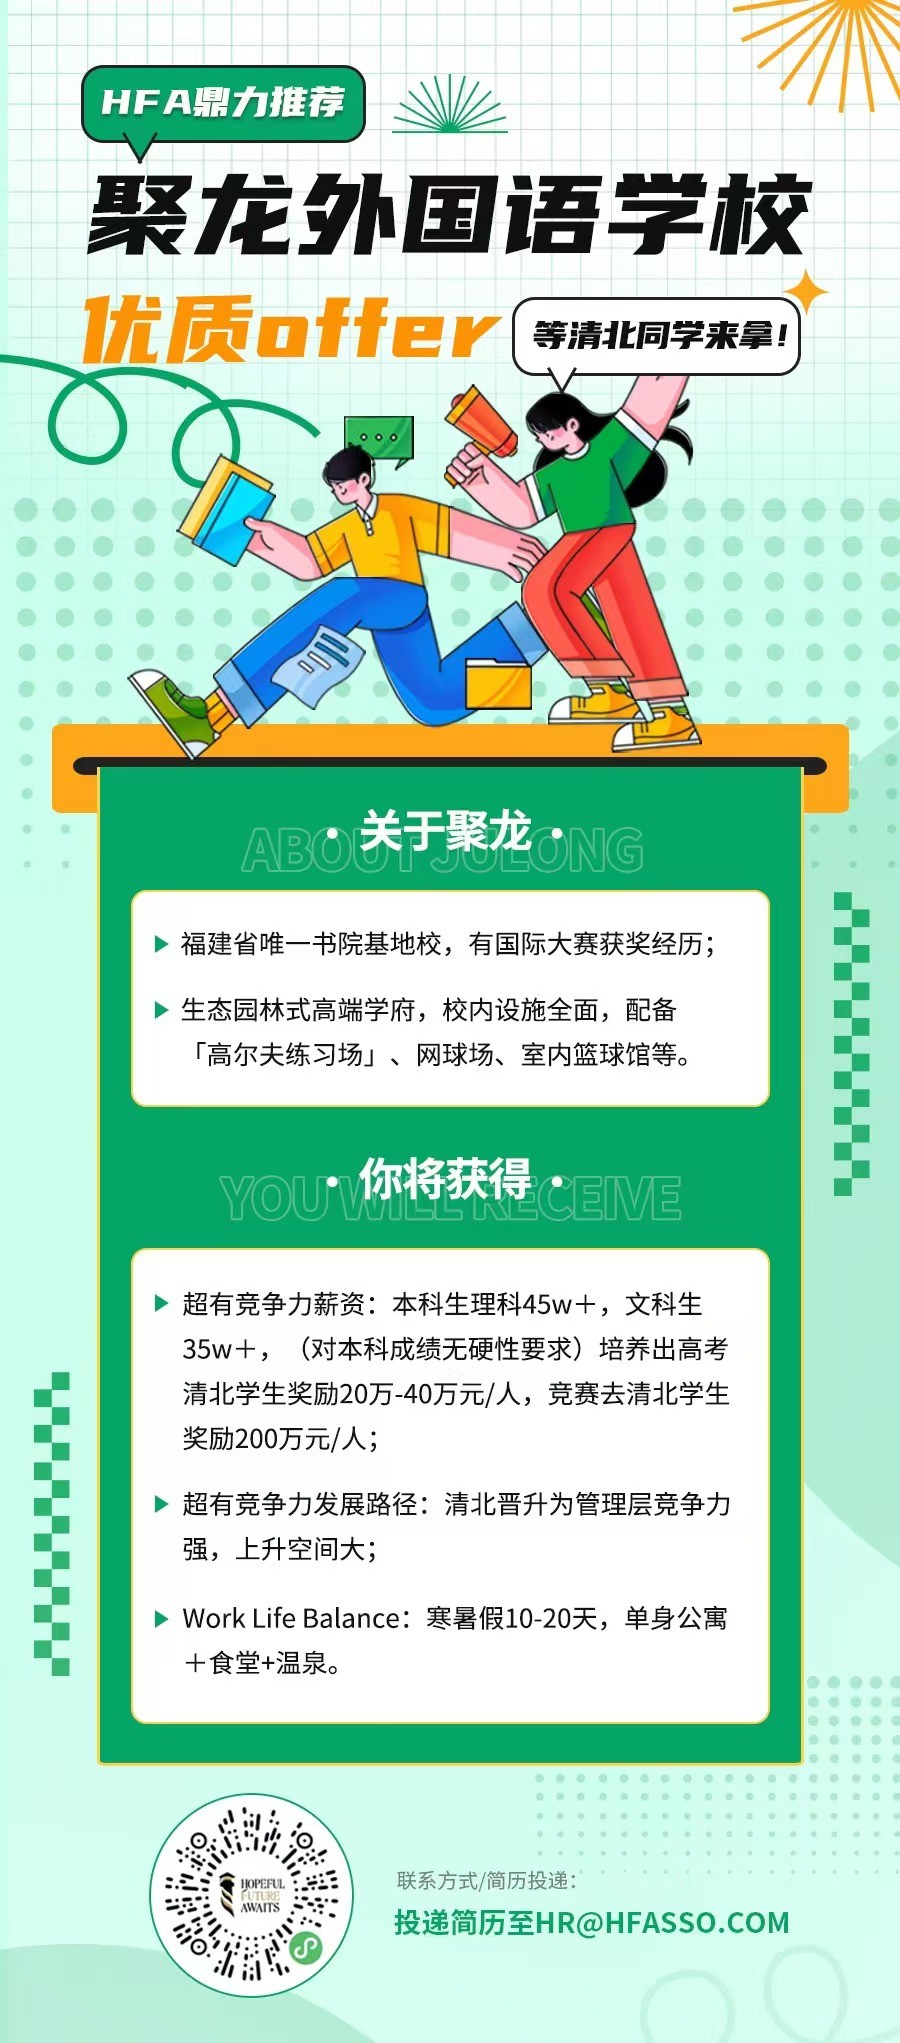 HFA鼎力推荐
聚龙外国语学校
优质offer
等清北同学来拿!
ABOUT JULONG
关于聚龙
福建省唯一书院基地校，有国际大赛获奖经历；
生态园林式高端学府，校内设施全面，配备
「高尔夫练习场」、网球场、室内篮球馆等。
YOU WILL RECEIVE
你将获得
超有竞争力薪资：本科生理科45w＋，文科生
35w＋，（对本科成绩无硬性要求）培养出高考
清北学生奖励20万-40万元/人，竞赛去清北学生
奖励200万元/人；
超有竞争力发展路径：清北晋升为管理层竞争力
强，上升空间大；
Work Life Balance：寒暑假10-20天，单身公寓
＋食堂+温泉。
HOPEFUL
FUTURE
AWAITS
联系方式/简历投递：
投递简历至HR@HFASSO.COM